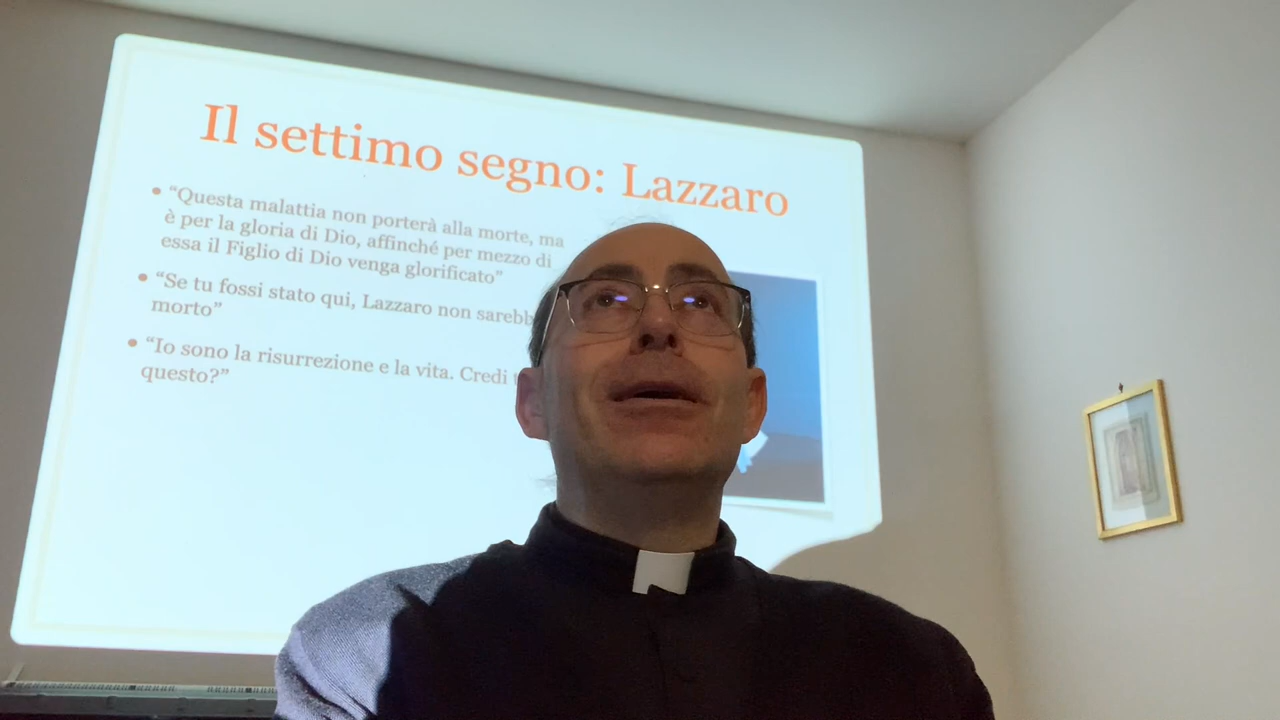 Il settimo segno: Lazzaro
• “Questa malattia non porterà alla morte, ma
è per la gloria di Dio, affinché per mezzo di
essa il Figlio di Dio venga glorificato”
• “Se tu fossi stato qui, Lazzaro non
morto”
• “Io sono la risurrezione e la vita. Credi
questo?”